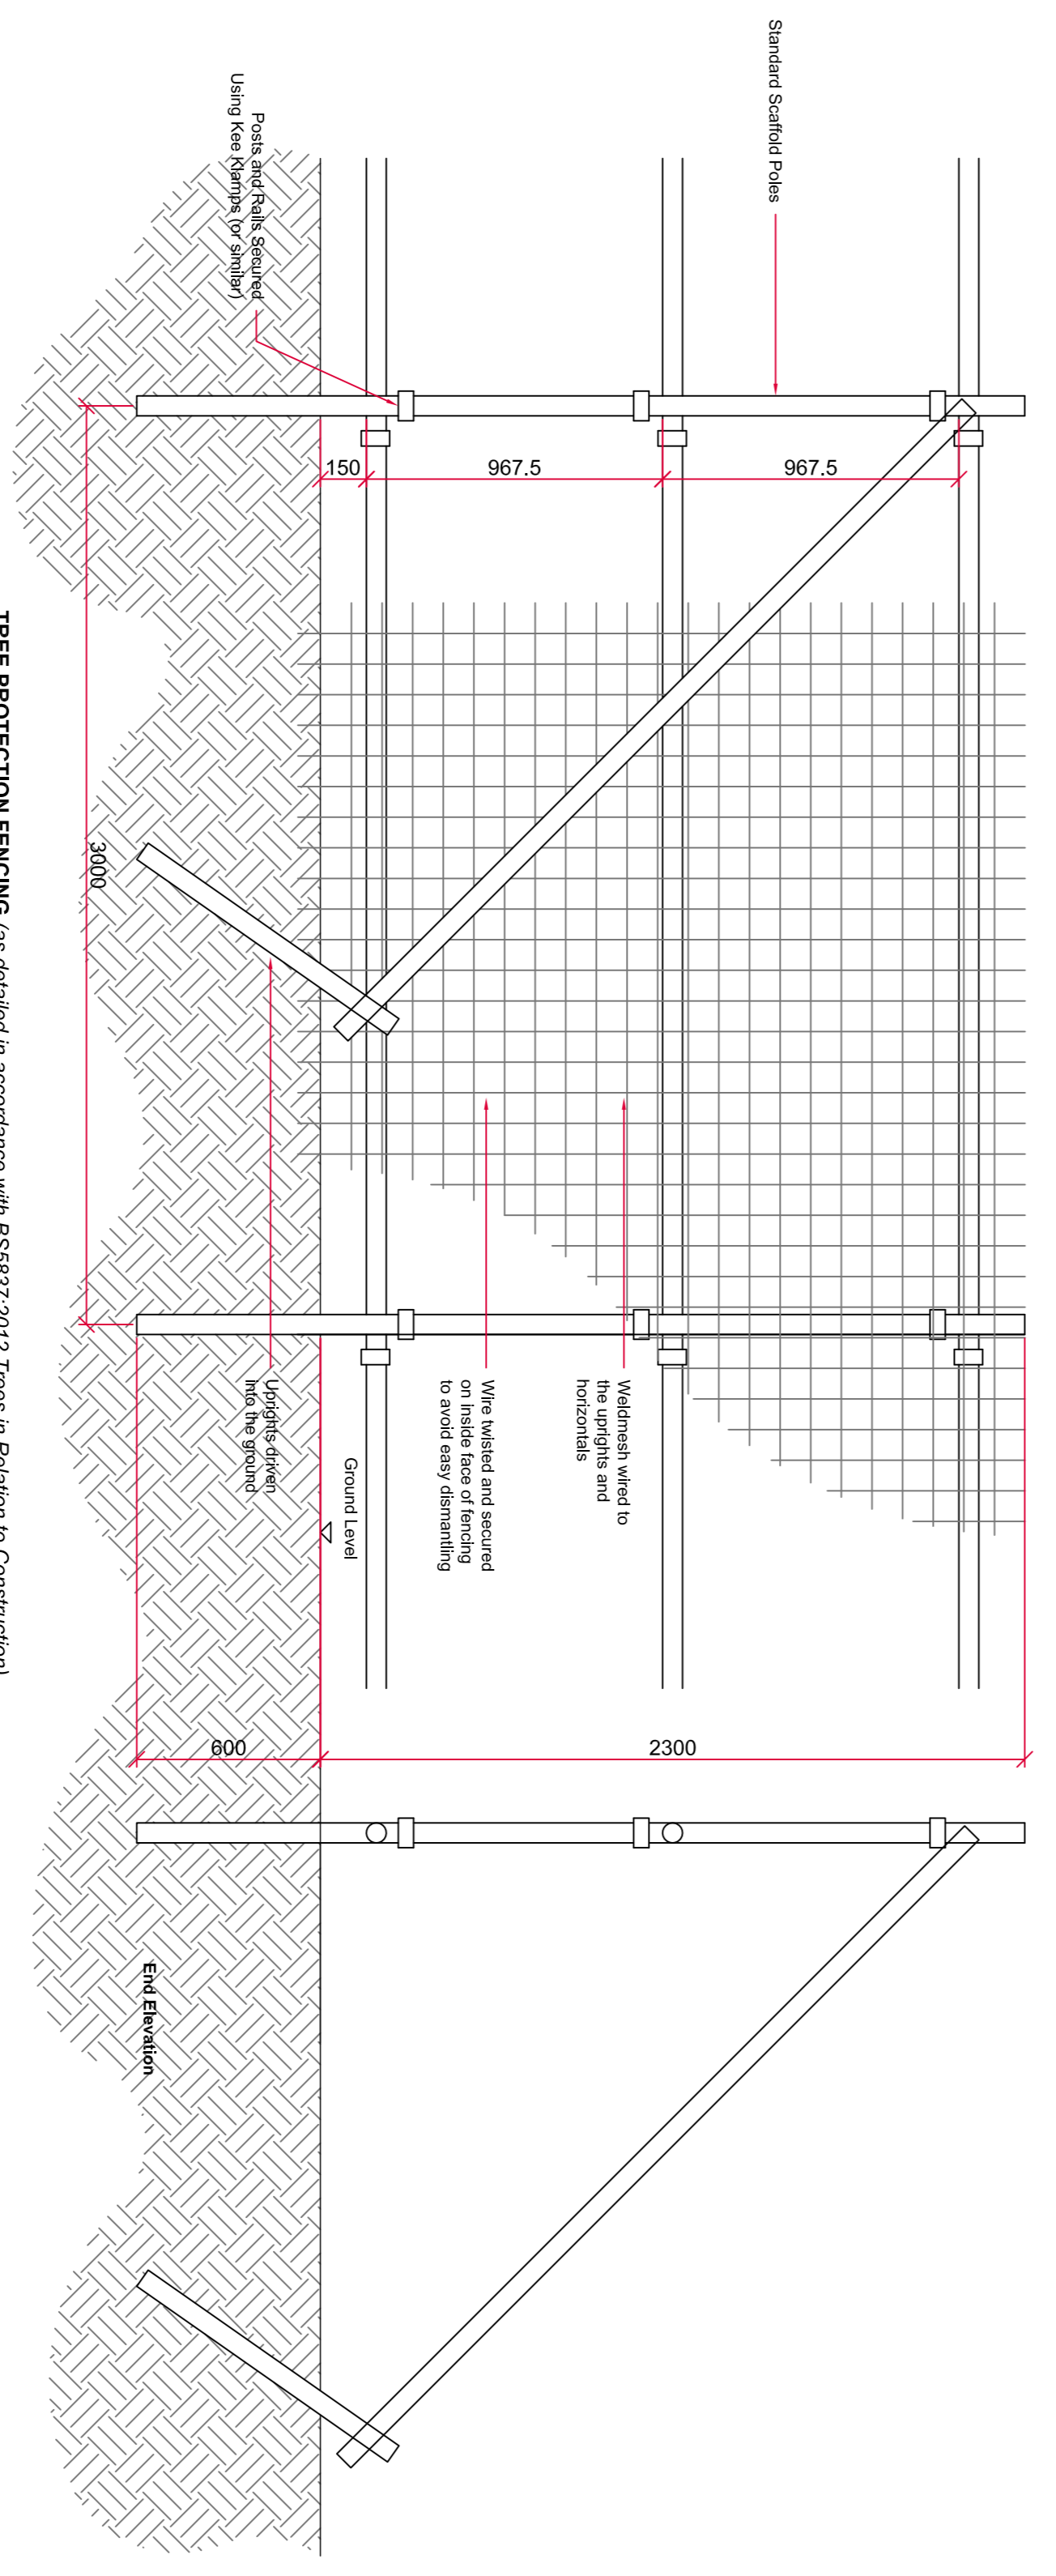 Standard Scaffold Poles
Posts and Rails Secured
Using Kee Klamps (or similar)
150
967.5
967.5
3000
Weldmesh wired to
the uprights and
horizontals
Wire twisted and secured
on inside face of fencing
to avoid easy dismantling
Ground Level
Uprights driven
into the ground
600
2300
End Elevation
TREE PROTECTION FENCING (as detailed in accordance with BS5837:2012 Trees in Relation to Construction)